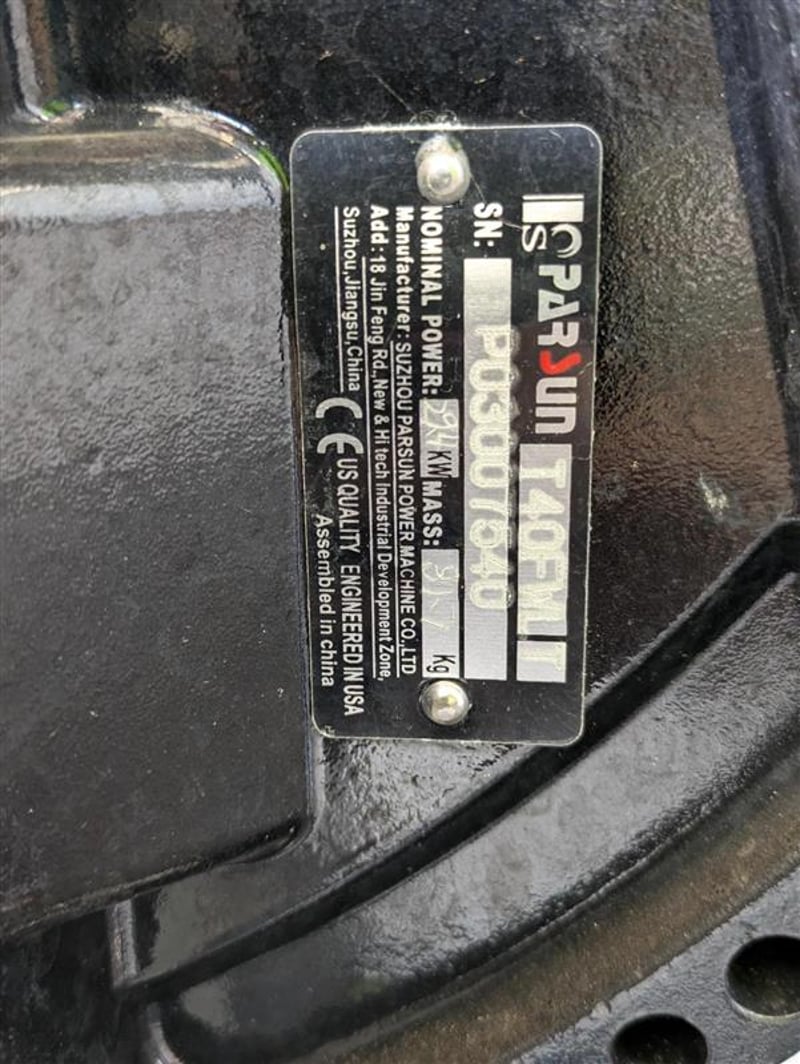 PARSUN T40FWLT
SN:
NOMINAL POWER: 29.4 KW MASS: Kg
Manufacturer: SUZHOU PARSUN POWER MACHINE CO.,LTD
Add: 18 Jin Feng Rd.,New & Hi tech Industrial Development Zone,
Suzhou,Jiangsu,China
CE US QUALITY ENGINEERED IN USA
Assembled in china